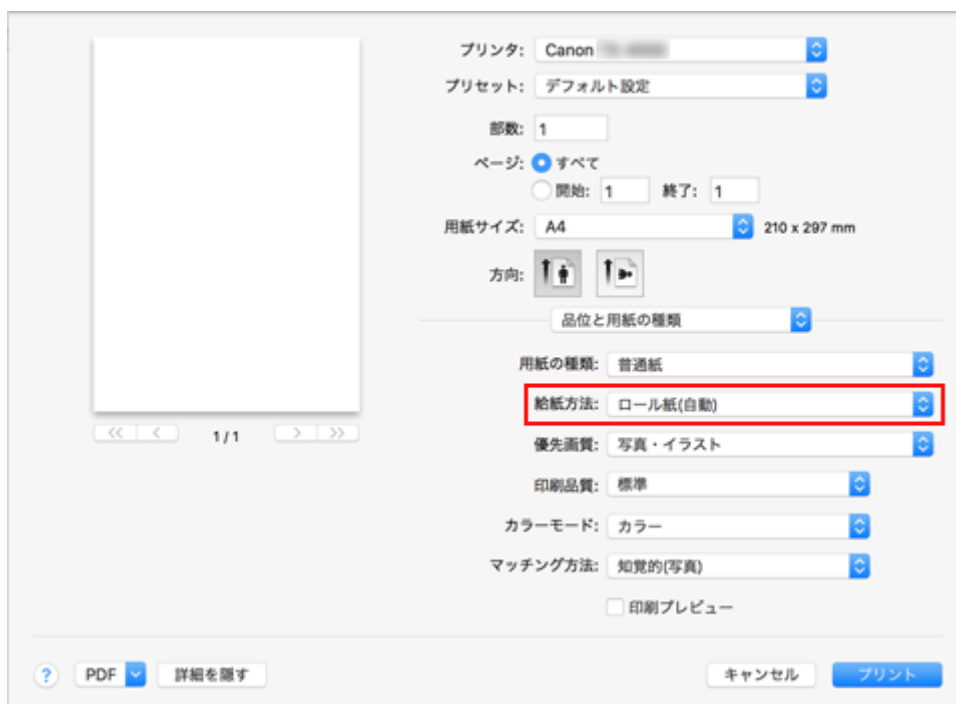 プリンタ: Canon
プリセット: デフォルト設定
部数: 1
ページ: すべて
開始: 1 終了: 1
用紙サイズ: A4 210 x 297 mm
方向:
品位と用紙の種類
用紙の種類: 普通紙
給紙方法: ロール紙(自動)
優先画質: 写真・イラスト
印刷品質: 標準
カラーモード: カラー
マッチング方法: 知覚的(写真)
印刷プレビュー
<< < 1 / 1 > >>
? PDF 詳細を隠す キャンセル プリント